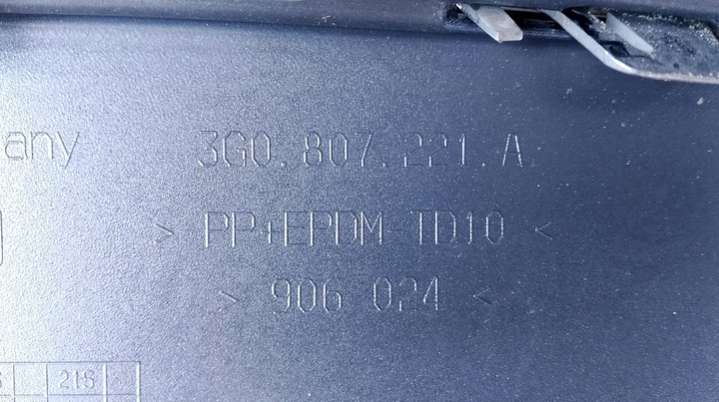 any 3G0.807.221.A
> PP+EPDM-TD10 <
> 906 024 <
21S